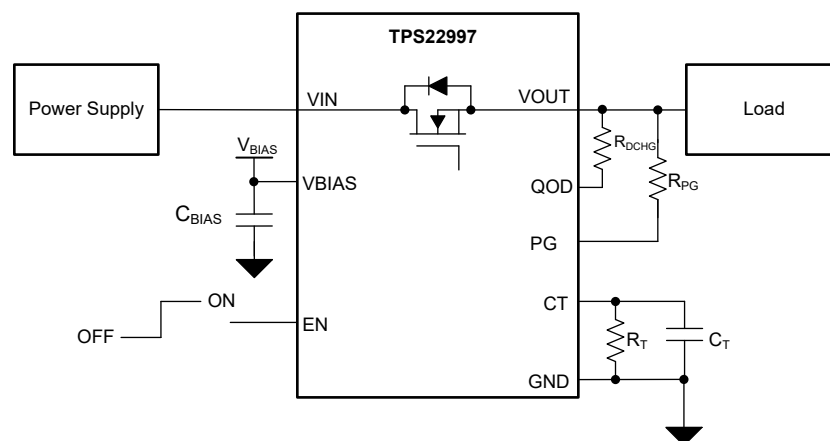 TPS22997
Power Supply
VIN
VOUT
Load
RDCHG
VBIAS
VBIAS
QOD
RPG
CBIAS
PG
ON
CT
OFF
EN
RT
CT
GND